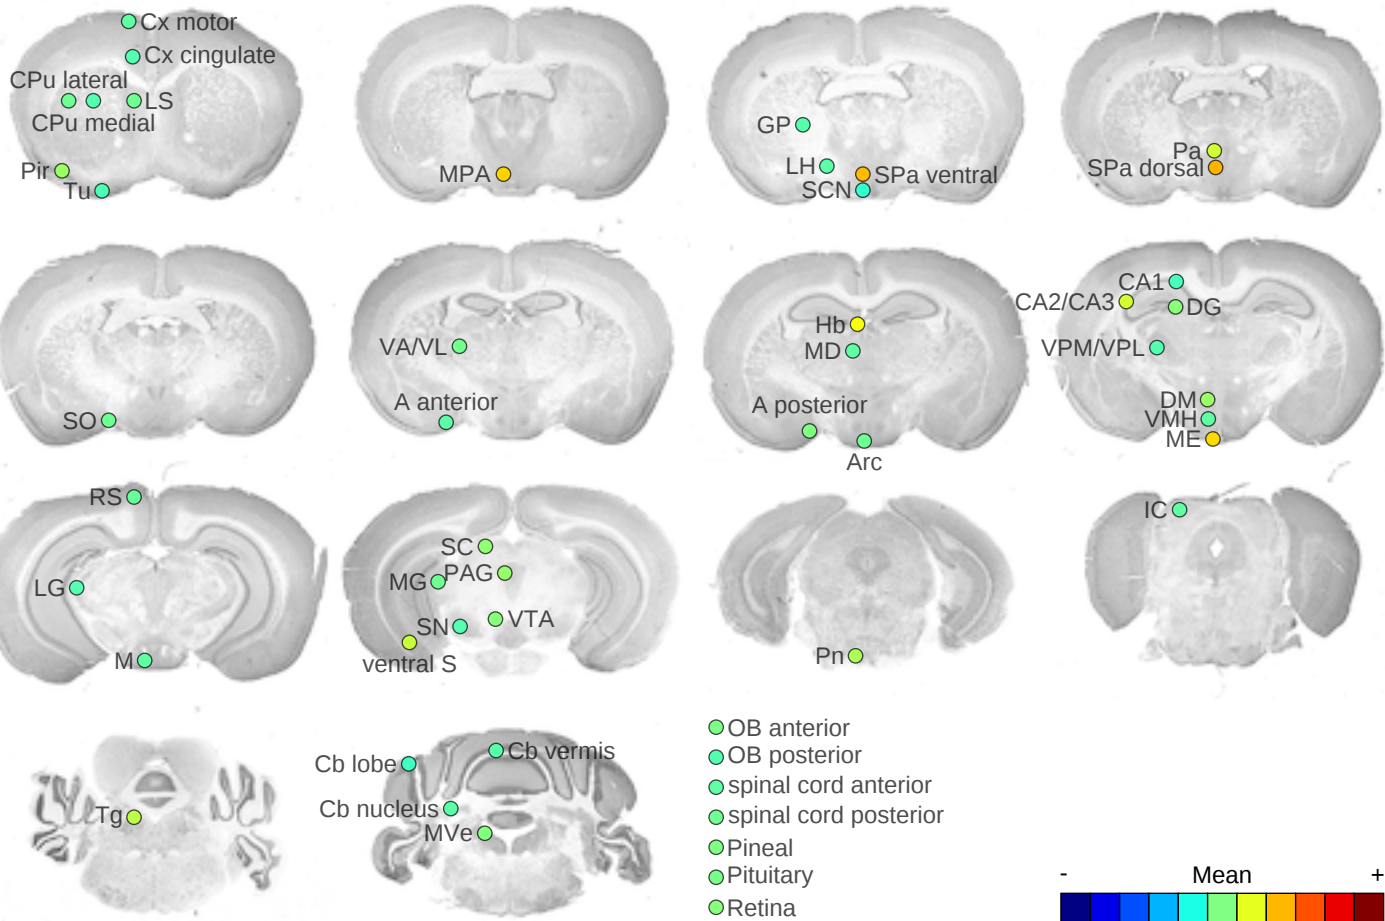 Cx motor
Cx cingulate
CPu lateral
LS
CPu medial
Pir
Tu
MPA
GP
LH
SPa ventral
SCN
Pa
SPa dorsal
SO
VA/VL
A anterior
Hb
MD
A posterior
Arc
CA1
CA2/CA3
DG
VPM/VPL
DM
VMH
ME
RS
LG
M
SC
MG
PAG
SN
VTA
ventral S
Pn
IC
Tg
Cb lobe
Cb vermis
Cb nucleus
MVe
OB anterior
OB posterior
spinal cord anterior
spinal cord posterior
Pineal
Pituitary
Retina
- Mean +